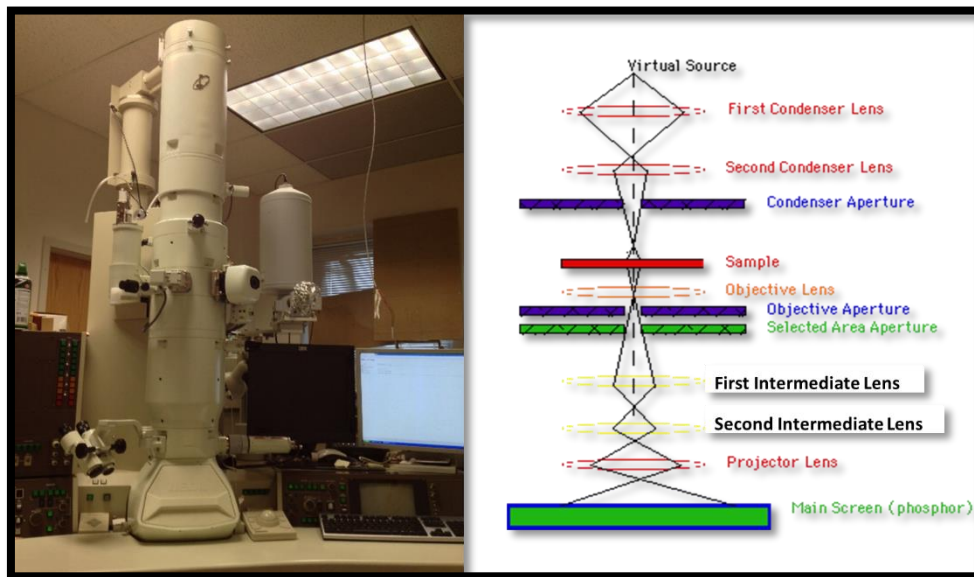 Virtual Source
First Condenser Lens
Second Condenser Lens
Condenser Aperture
Sample
Objective Lens
Objective Aperture
Selected Area Aperture
First Intermediate Lens
Second Intermediate Lens
Projector Lens
Main Screen (phosphor)